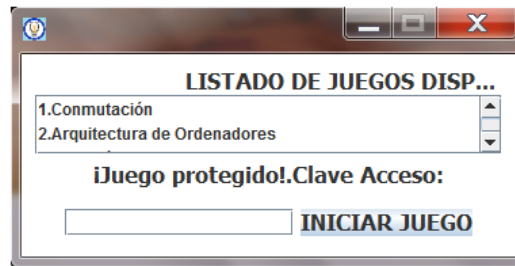 LISTADO DE JUEGOS DISP...
1.Conmutación
2.Arquitectura de Ordenadores
¡Juego protegido!.Clave Acceso:
INICIAR JUEGO